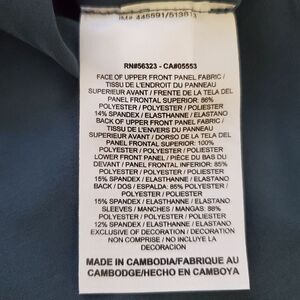 IM# 445591/513811
RN#56323 - CA#05553
FACE OF UPPER FRONT PANEL FABRIC /
TISSU DE L'ENDROIT DU PANNEAU
SUPERIEUR AVANT / FRENTE DE LA TELA DEL
PANEL FRONTAL SUPERIOR: 86%
POLYESTER / POLYESTER / POLIESTER
14% SPANDEX / ELASTHANNE / ELASTANO
BACK OF UPPER FRONT PANEL FABRIC /
TISSU DE L'ENVERS DU PANNEAU
SUPERIEUR AVANT / DORSO DE LA TELA DEL
PANEL FRONTAL SUPERIOR: 100%
POLYESTER / POLYESTER / POLIESTER
LOWER FRONT PANEL / PIÈCE DU BAS DU
DEVANT / PANEL FRONTAL INFERIOR: 85%
POLYESTER / POLYESTER / POLIESTER
15% SPANDEX / ELASTHANNE / ELASTANO
BACK / DOS / ESPALDA: 85% POLYESTER /
POLYESTER / POLIESTER
15% SPANDEX / ELASTHANNE / ELASTANO
SLEEVES / MANCHES / MANGAS: 88%
POLYESTER / POLYESTER / POLIESTER
12% SPANDEX / ELASTHANNE / ELASTANO
EXCLUSIVE OF DECORATION / DECORATION
NON COMPRISE / NO INCLUYE LA
DECORACIÓN
MADE IN CAMBODIA/FABRIQUE AU
CAMBODGE/HECHO EN CAMBOYA